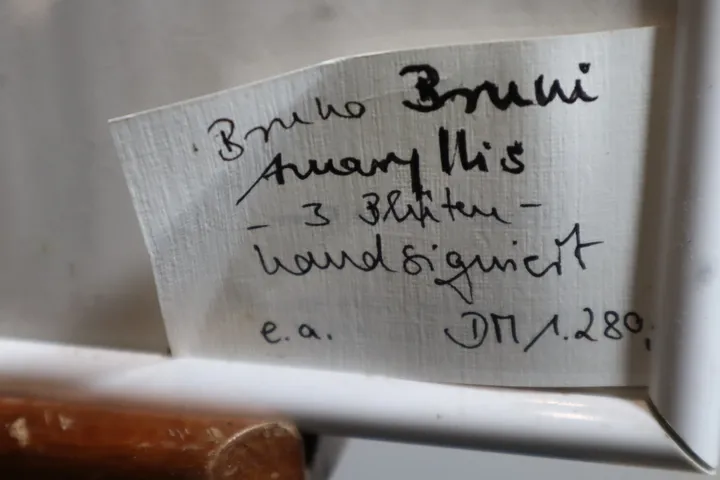 Bruno Bruni
Amaryllis
- 3 Blüten -
handsigniert
e.a. DM 1.280,